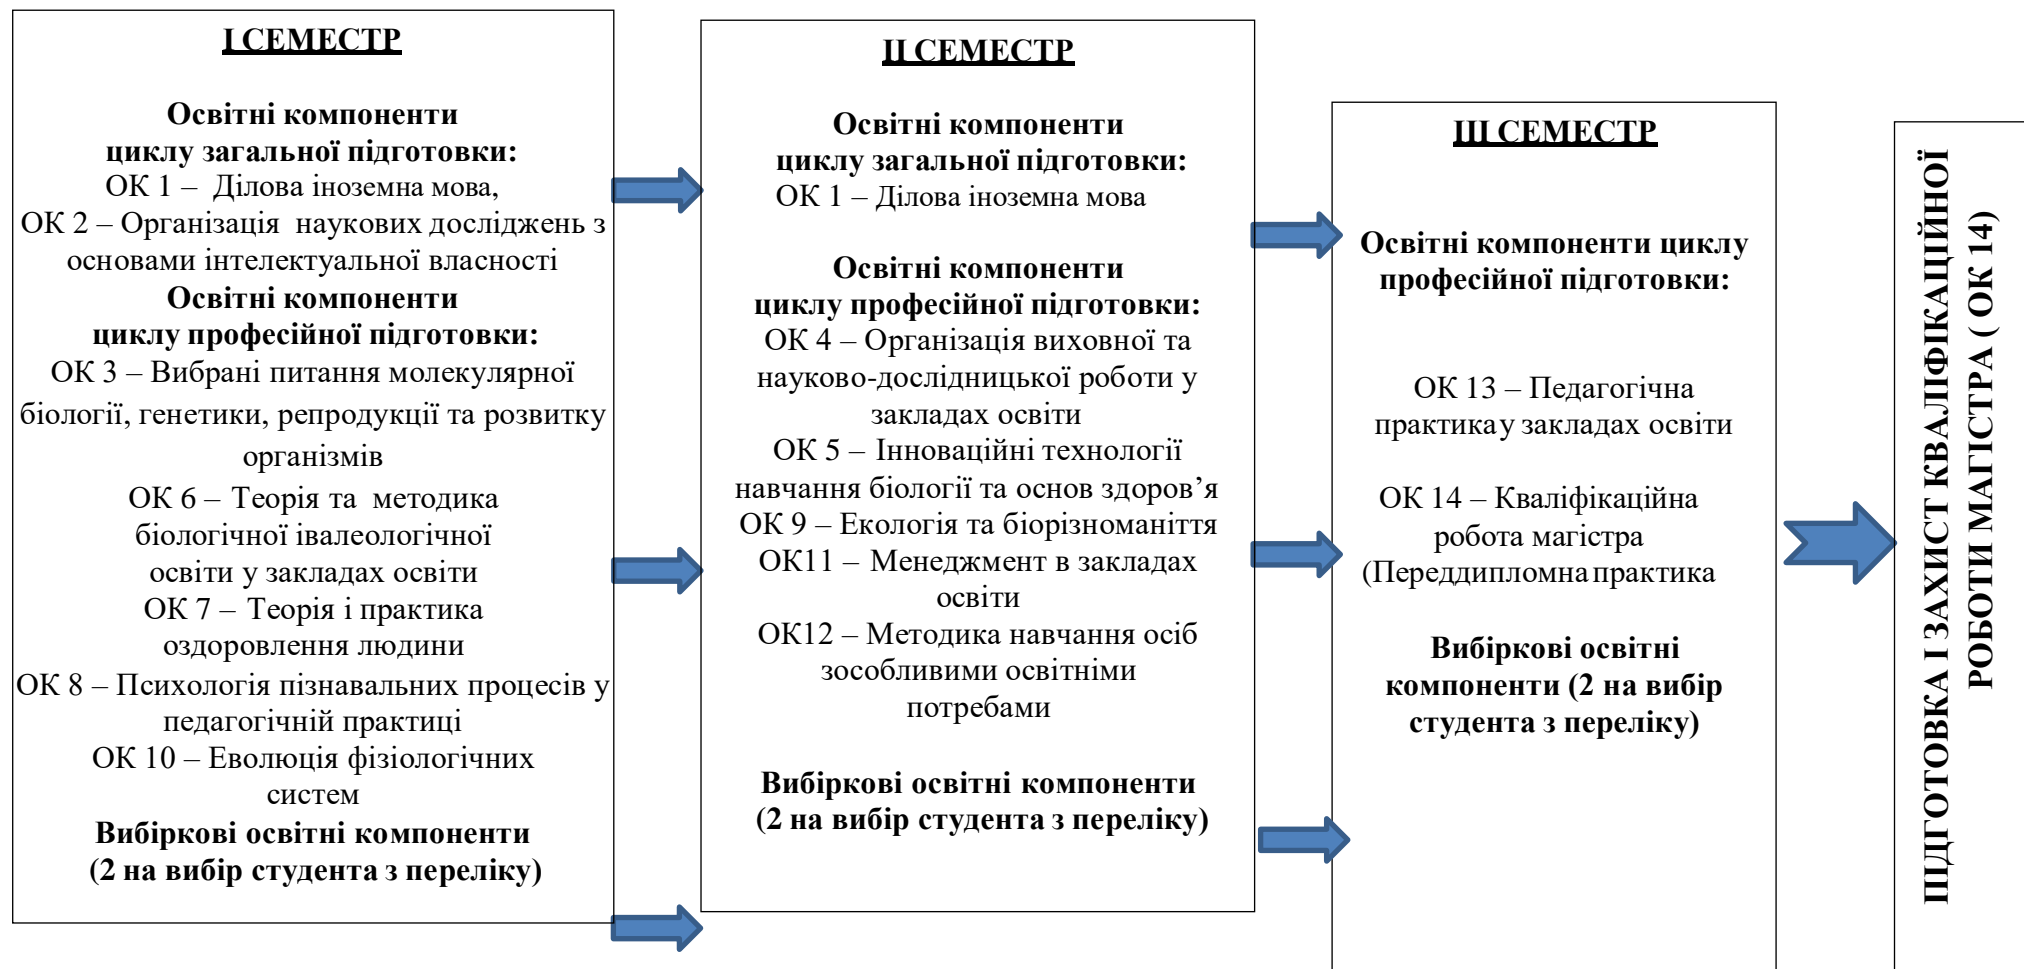 І СЕМЕСТР
Освітні компоненти
циклу загальної підготовки:
ОК 1 – Ділова іноземна мова,
ОК 2 – Організація наукових досліджень з
основами інтелектуальної власності
Освітні компоненти
циклу професійної підготовки:
ОК 3 – Вибрані питання молекулярної
біології, генетики, репродукції та розвитку
організмів
ОК 6 – Теорія та методика
біологічної івалеологічної
освіти у закладах освіти
ОК 7 – Теорія і практика
оздоровлення людини
ОК 8 – Психологія пізнавальних процесів у
педагогічній практиці
ОК 10 – Еволюція фізіологічних
систем
Вибіркові освітні компоненти
(2 на вибір студента з переліку)
ІІ СЕМЕСТР
Освітні компоненти
циклу загальної підготовки:
ОК 1 – Ділова іноземна мова
Освітні компоненти
циклу професійної підготовки:
ОК 4 – Організація виховної та
науково-дослідницької роботи у
закладах освіти
ОК 5 – Інноваційні технології
навчання біології та основ здоров’я
ОК 9 – Екологія та біорізноманіття
ОК11 – Менеджмент в закладах
освіти
ОК12 – Методика навчання осіб
зособливими освітніми
потребами
Вибіркові освітні компоненти
(2 на вибір студента з переліку)
ІІІ СЕМЕСТР
Освітні компоненти циклу
професійної підготовки:
ОК 13 – Педагогічна
практикау закладах освіти
ОК 14 – Кваліфікаційна
робота магістра
(Переддипломна практика
Вибіркові освітні
компоненти (2 на вибір
студента з переліку)
ПІДГОТОВКА І ЗАХИСТ КВАЛІФІКАЦІЙНОЇ
РОБОТИ МАГІСТРА ( ОК 14)